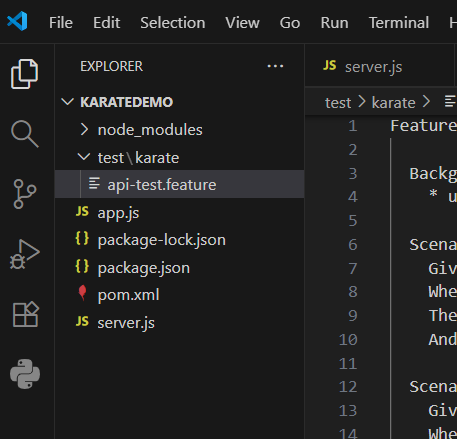 File Edit Selection View Go Run Terminal H
EXPLORER ···
KARATEDEMO
node_modules
test\karate
api-test.feature
JS app.js
{} package-lock.json
{} package.json
pom.xml
JS server.js
JS server.js
test > karate >
1 Feature
2
3 Backg
4 * u
5
6 Scena
7 Giv
8 Whe
9 The
10 And
11
12 Scena
13 Giv
14 Whe